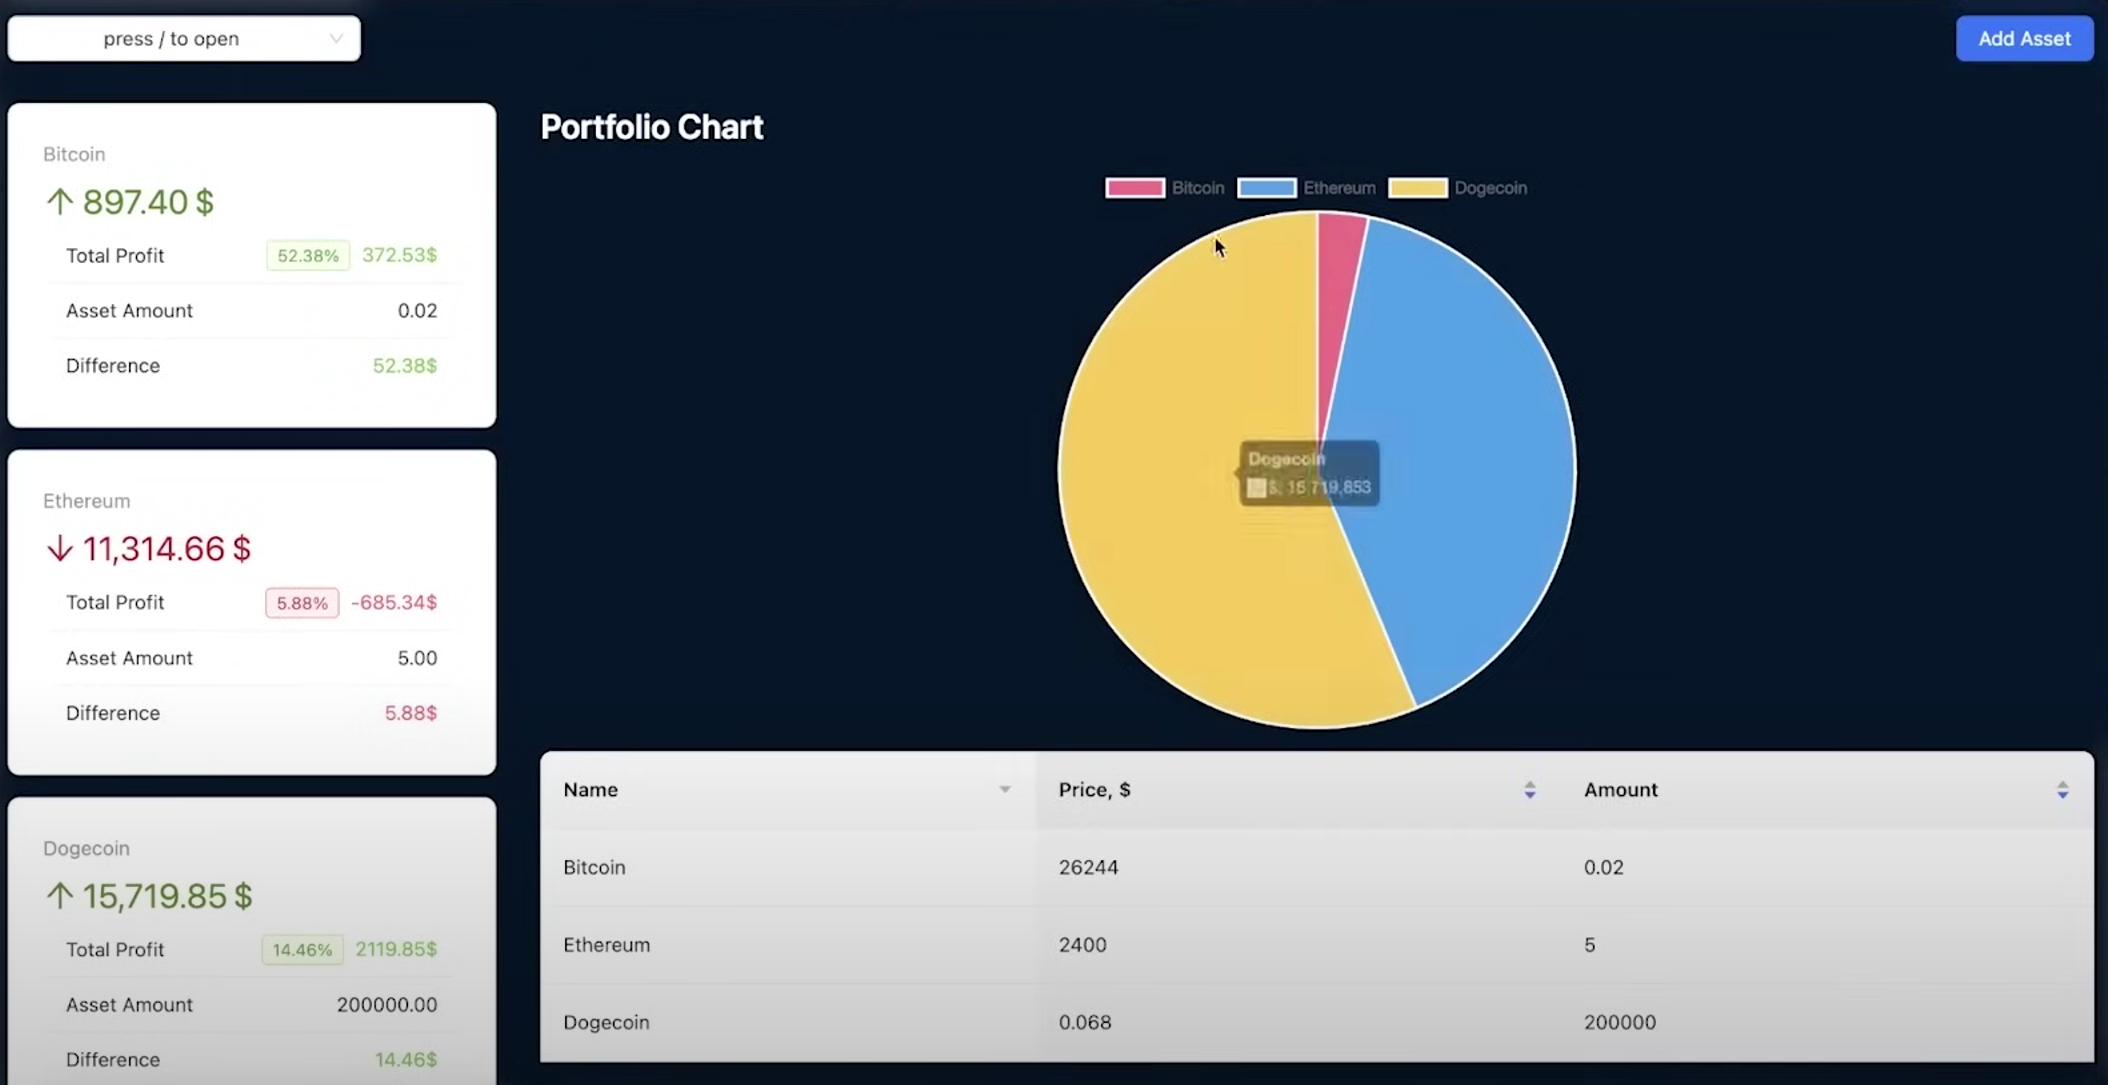 press / to open
Add Asset
Bitcoin
↑ 897.40 $
Total Profit 52.38% 372.53$
Asset Amount 0.02
Difference 52.38$
Ethereum
↓ 11,314.66 $
Total Profit 5.88% -685.34$
Asset Amount 5.00
Difference 5.88$
Dogecoin
↑ 15,719.85 $
Total Profit 14.46% 2119.85$
Asset Amount 200000.00
Difference 14.46$
Portfolio Chart
Bitcoin Ethereum Dogecoin
Dogecoin
$: 15 719,853
Name Price, $ Amount
Bitcoin 26244 0.02
Ethereum 2400 5
Dogecoin 0.068 200000